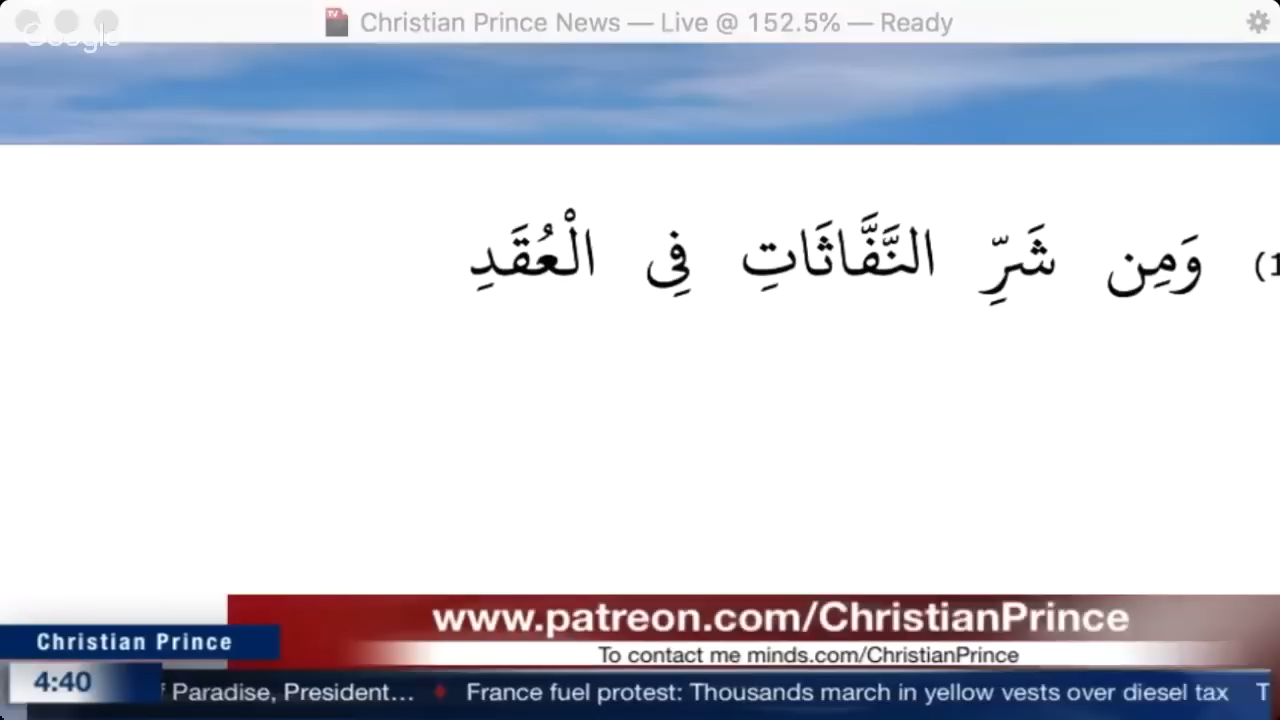 Christian Prince News — Live @ 152.5% — Ready
Google
وَمِن شَرِّ النَّفَّاثَاتِ فِى الْعُقَدِ
www.patreon.com/ChristianPrince
Christian Prince
To contact me minds.com/ChristianPrince
4:40
Paradise, President... ♦ France fuel protest: Thousands march in yellow vests over diesel tax